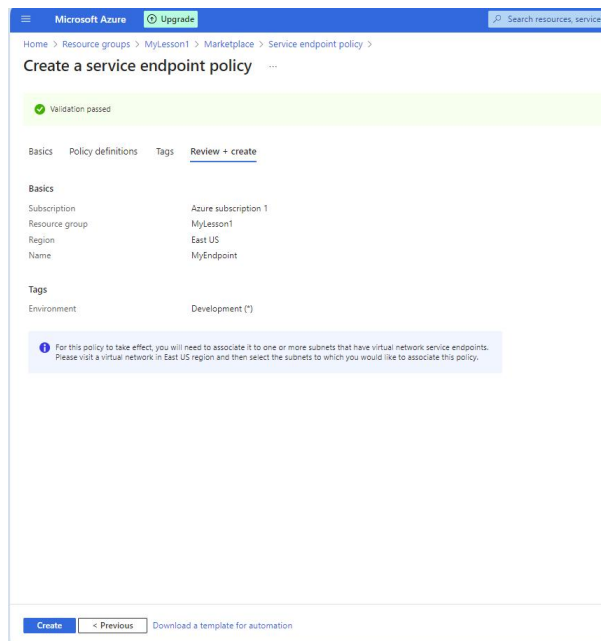 Microsoft Azure Upgrade Search resources, service
Home > Resource groups > MyLesson1 > Marketplace > Service endpoint policy >
Create a service endpoint policy ...
Validation passed
Basics Policy definitions Tags Review + create
Basics
Subscription Azure subscription 1
Resource group MyLesson1
Region East US
Name MyEndpoint
Tags
Environment Development (*)
For this policy to take effect, you will need to associate it to one or more subnets that have virtual network service endpoints.
Please visit a virtual network in East US region and then select the subnets to which you would like to associate this policy.
Create < Previous Download a template for automation